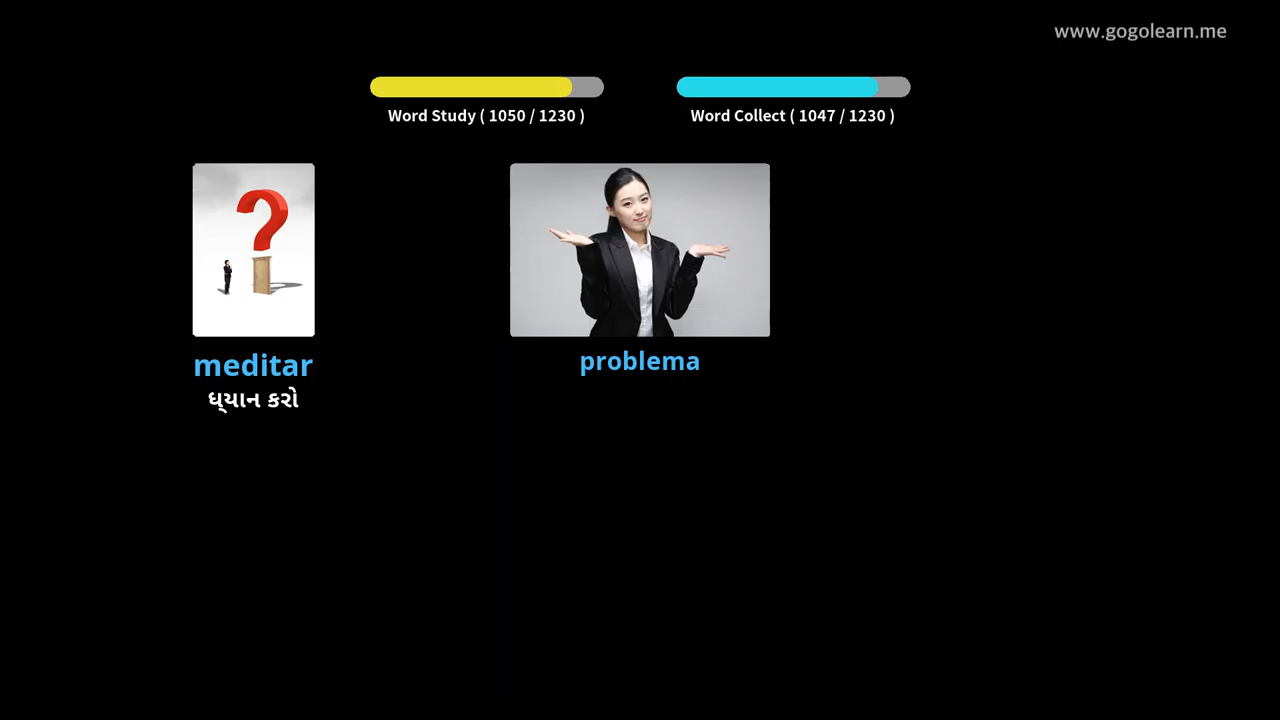 www.gogolearn.me
Word Study ( 1050 / 1230 )
Word Collect ( 1047 / 1230 )
meditar
ધ્યાન કરો
problema